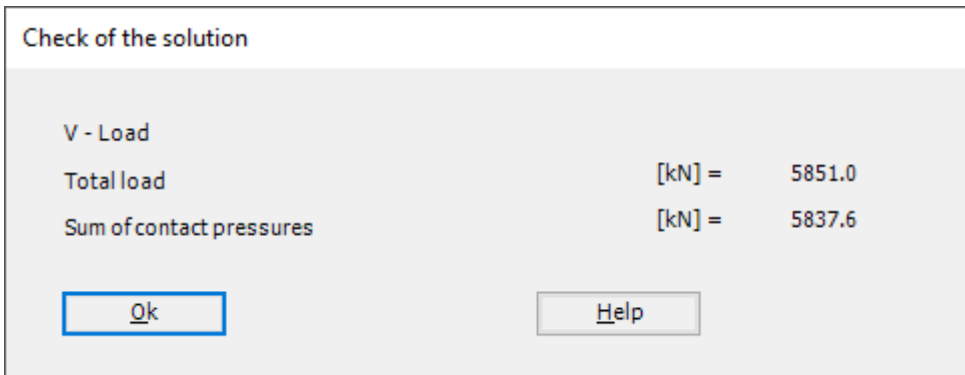 Check of the solution
V - Load
Total load [kN] = 5851.0
Sum of contact pressures [kN] = 5837.6
Ok Help